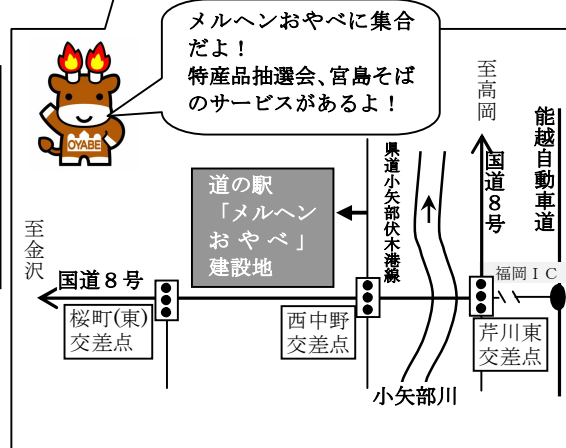 メルヘンおやべに集合
だよ！
特産品抽選会、宮島そば
のサービスがあるよ！
OYABE
至高岡
能越自動車道
県道小矢部伏木港線
国道８号
道の駅
「メルヘン
おやべ」
建設地
至金沢
国道８号
福岡ＩＣ
桜町(東)
交差点
西中野
交差点
芹川東
交差点
小矢部川